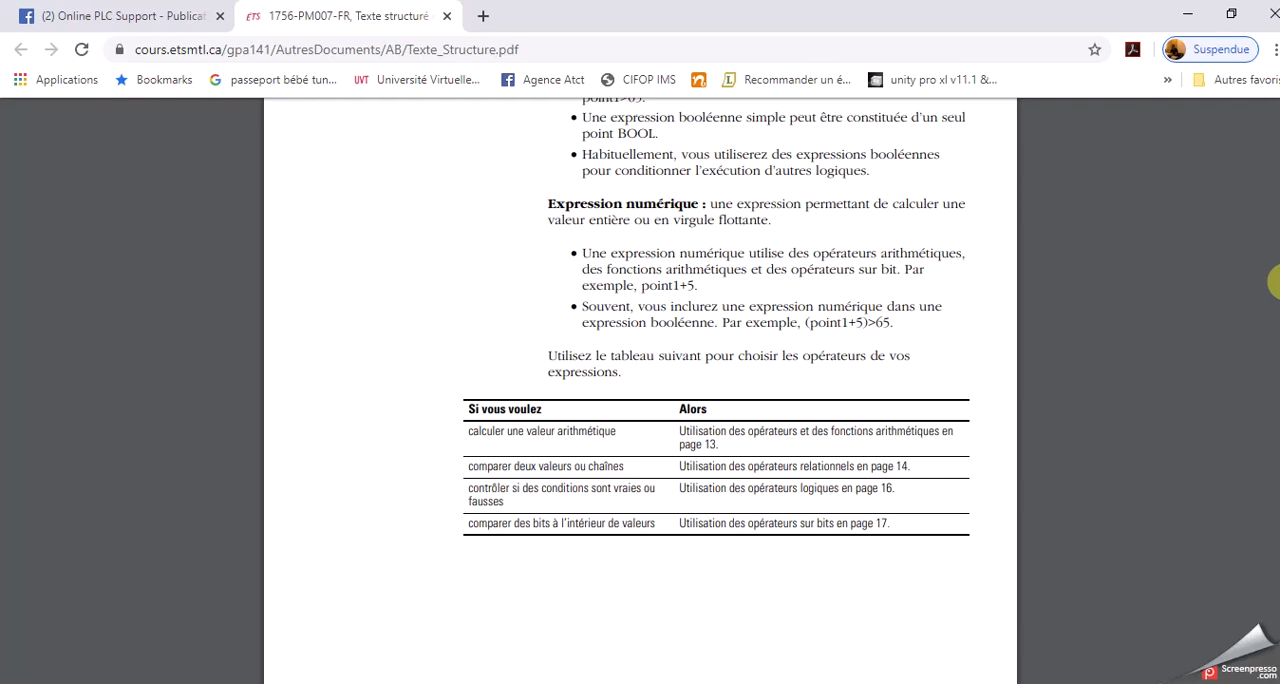 (2) Online PLC Support - Publicat
ETS 1756-PM007-FR, Texte structuré
cours.etsmtl.ca/gpa141/AutresDocuments/AB/Texte_Structure.pdf
Suspendue
Applications
Bookmarks
passeport bébé tun...
UVT Université Virtuelle...
Agence Atct
CIFOP IMS
Recommander un é...
unity pro xl v11.1 &...
»
Autres favoris
point1>65.
• Une expression booléenne simple peut être constituée d'un seul
point BOOL.
• Habituellement, vous utiliserez des expressions booléennes
pour conditionner l'exécution d'autres logiques.
Expression numérique : une expression permettant de calculer une
valeur entière ou en virgule flottante.
• Une expression numérique utilise des opérateurs arithmétiques,
des fonctions arithmétiques et des opérateurs sur bit. Par
exemple, point1+5.
• Souvent, vous inclurez une expression numérique dans une
expression booléenne. Par exemple, (point1+5)>65.
Utilisez le tableau suivant pour choisir les opérateurs de vos
expressions.
Si vous voulez Alors
calculer une valeur arithmétique Utilisation des opérateurs et des fonctions arithmétiques en
page 13.
comparer deux valeurs ou chaînes Utilisation des opérateurs relationnels en page 14.
contrôler si des conditions sont vraies ou Utilisation des opérateurs logiques en page 16.
fausses
comparer des bits à l'intérieur de valeurs Utilisation des opérateurs sur bits en page 17.
Screenpresso
.com